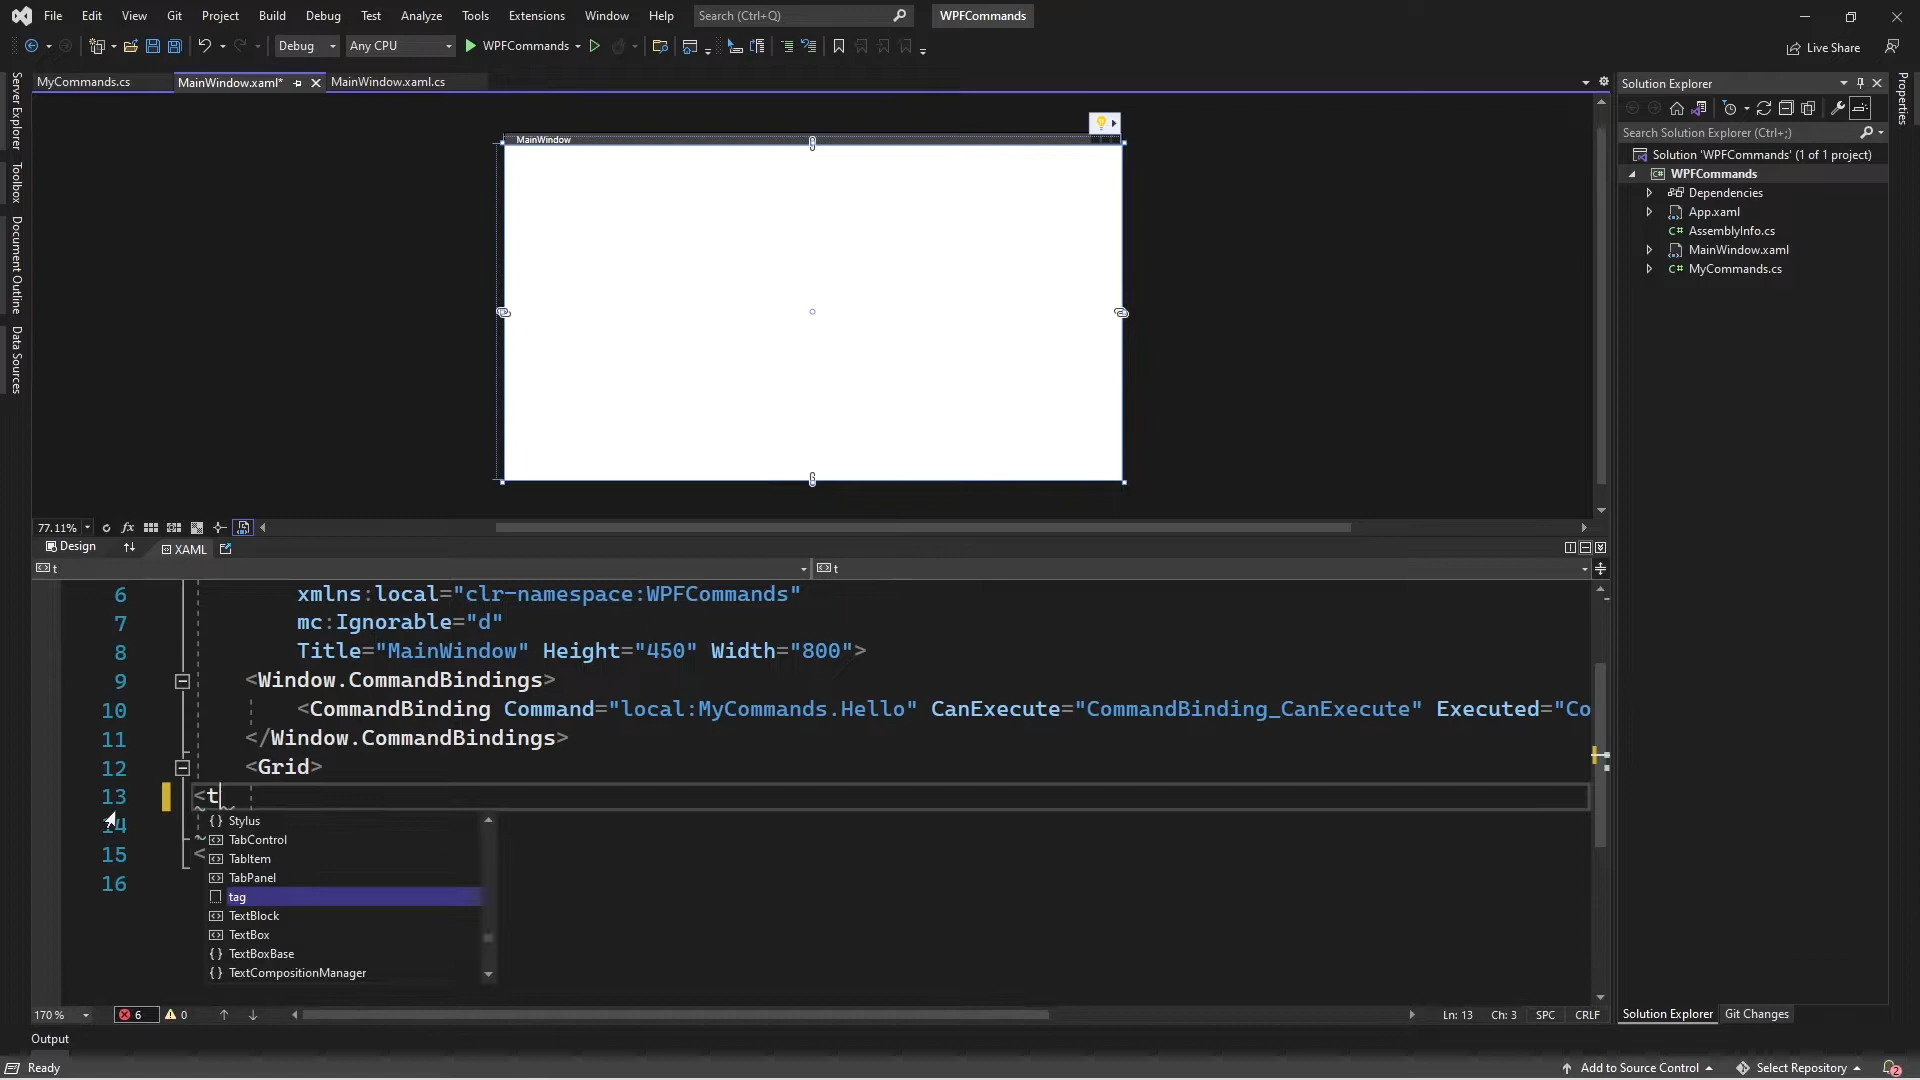 File Edit View Git Project Build Debug Test Analyze Tools Extensions Window Help Search (Ctrl+Q) WPFCommands
Debug Any CPU WPFCommands Live Share
MyCommands.cs MainWindow.xaml* MainWindow.xaml.cs
Server Explorer
Toolbox
Document Outline
Data Sources
MainWindow
77.11% fx
Design XAML
t t
6 xmlns:local="clr-namespace:WPFCommands"
7 mc:Ignorable="d"
8 Title="MainWindow" Height="450" Width="800">
9 <Window.CommandBindings>
10 <CommandBinding Command="local:MyCommands.Hello" CanExecute="CommandBinding_CanExecute" Executed="Co
11 </Window.CommandBindings>
12 <Grid>
13 <t
14
15 <
16
Stylus
TabControl
TabItem
TabPanel
tag
TextBlock
TextBox
TextBoxBase
TextCompositionManager
170 % 6 0 Ln: 13 Ch: 3 SPC CRLF
Output
Ready
Solution Explorer
Search Solution Explorer (Ctrl+;)
Solution 'WPFCommands' (1 of 1 project)
WPFCommands
Dependencies
App.xaml
C# AssemblyInfo.cs
MainWindow.xaml
C# MyCommands.cs
Solution Explorer Git Changes
Properties
Add to Source Control Select Repository 2